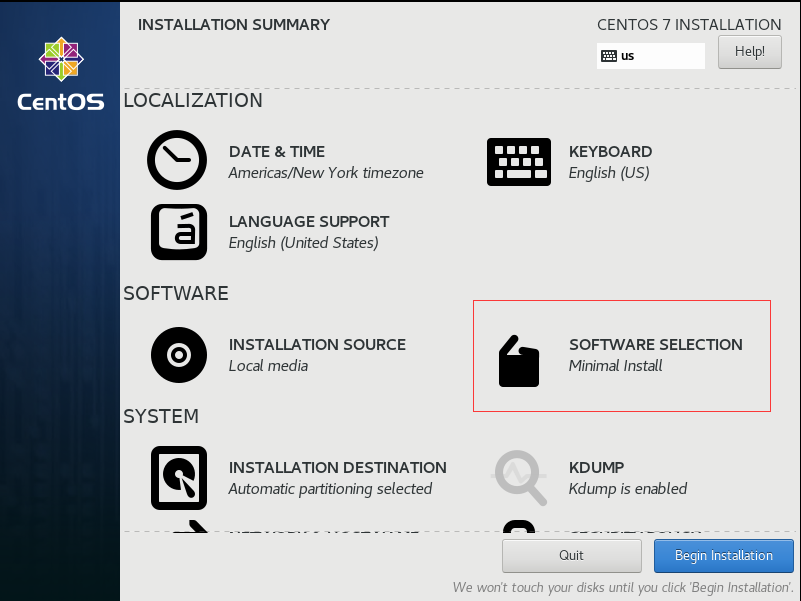 INSTALLATION SUMMARY
CENTOS 7 INSTALLATION
us
Help!
CentOS
LOCALIZATION
DATE & TIME
Americas/New York timezone
KEYBOARD
English (US)
LANGUAGE SUPPORT
English (United States)
SOFTWARE
INSTALLATION SOURCE
Local media
SOFTWARE SELECTION
Minimal Install
SYSTEM
INSTALLATION DESTINATION
Automatic partitioning selected
KDUMP
Kdump is enabled
Quit
Begin Installation
We won't touch your disks until you click 'Begin Installation'.